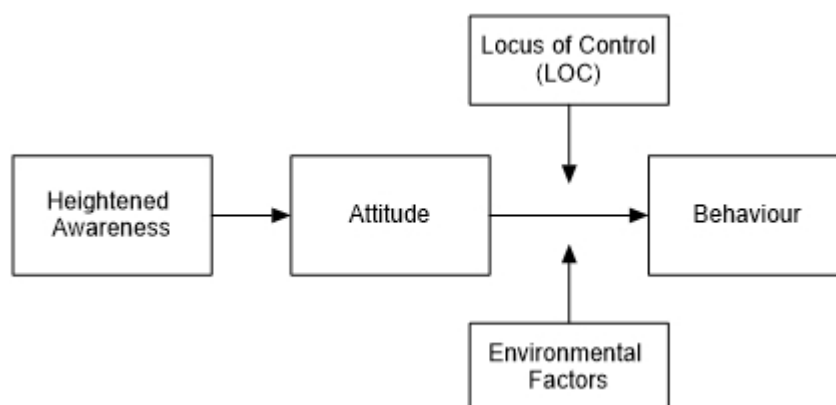 Locus of Control
(LOC)
Heightened
Awareness
Attitude
Behaviour
Environmental
Factors